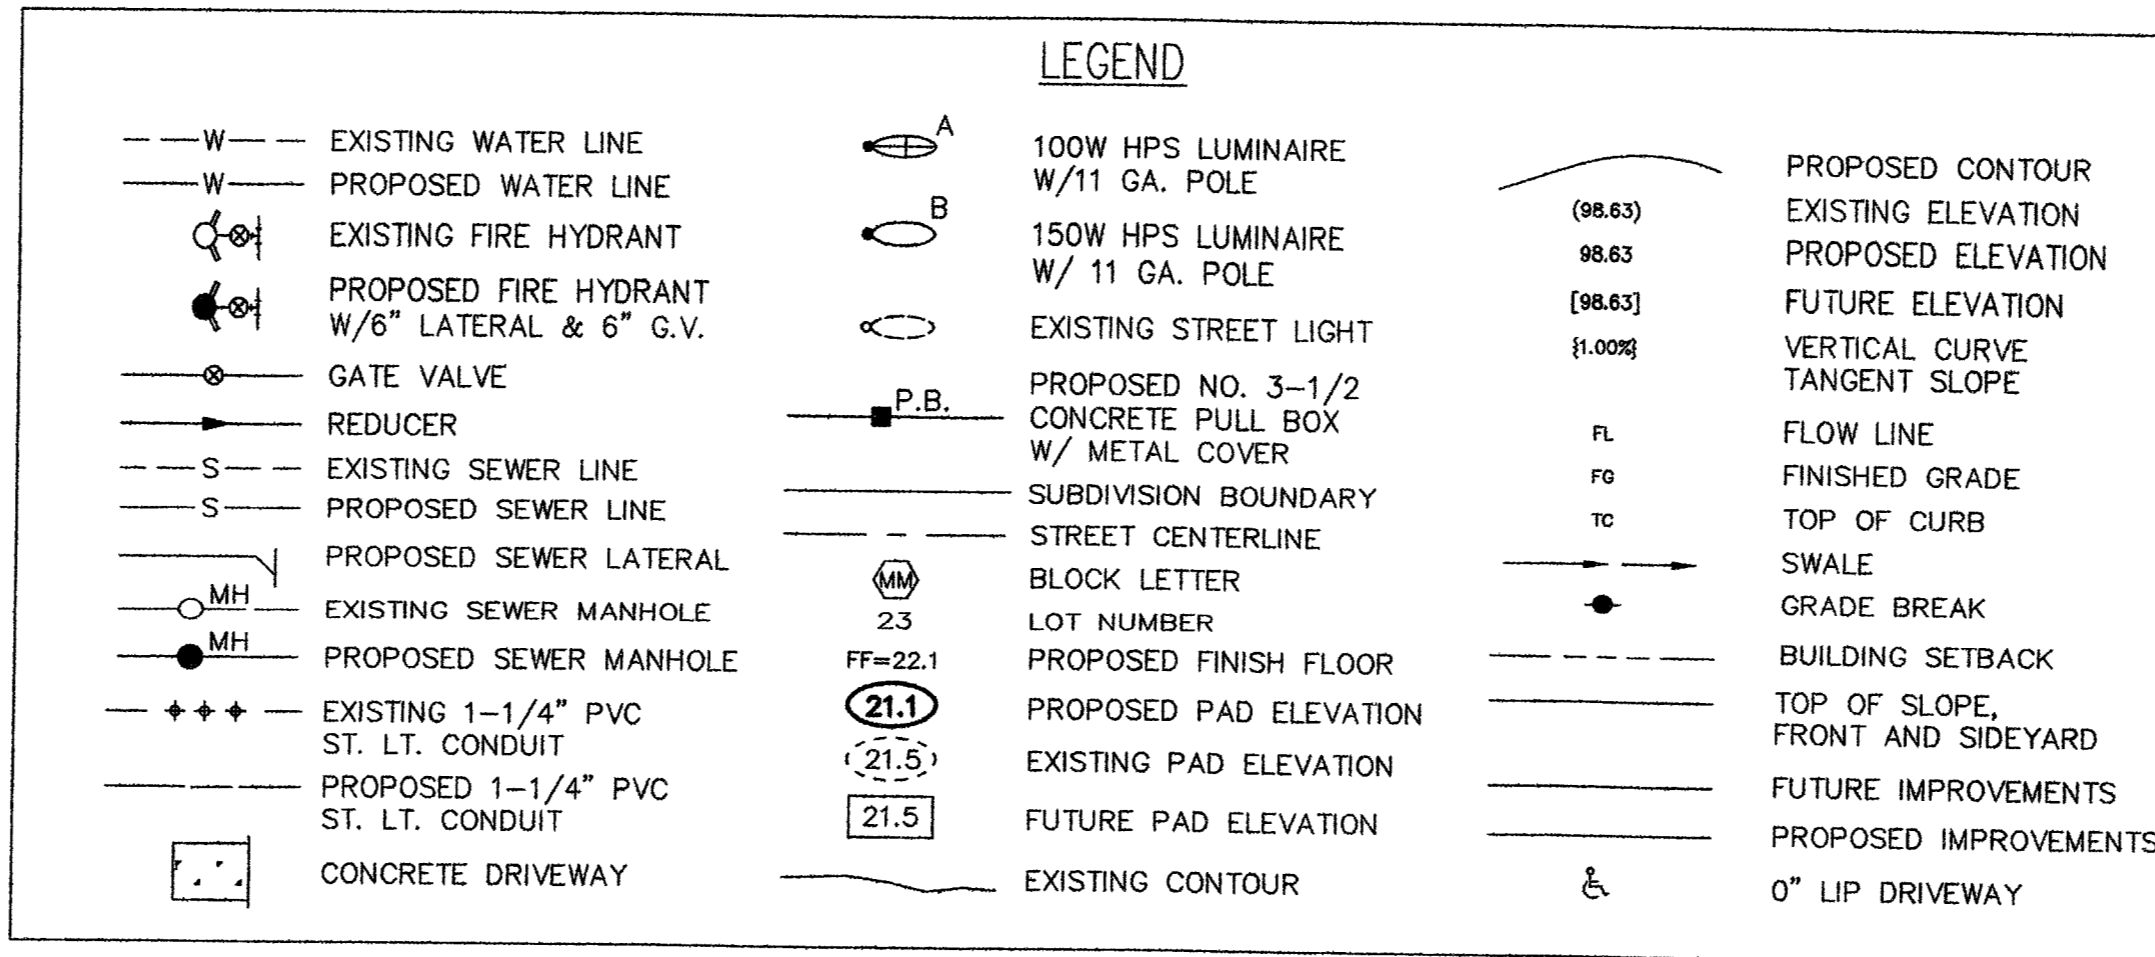 LEGEND
W EXISTING WATER LINE
W PROPOSED WATER LINE
EXISTING FIRE HYDRANT
PROPOSED FIRE HYDRANT
W/6" LATERAL & 6" G.V.
GATE VALVE
REDUCER
S EXISTING SEWER LINE
S PROPOSED SEWER LINE
PROPOSED SEWER LATERAL
MH EXISTING SEWER MANHOLE
MH PROPOSED SEWER MANHOLE
EXISTING 1-1/4" PVC
ST. LT. CONDUIT
PROPOSED 1-1/4" PVC
ST. LT. CONDUIT
CONCRETE DRIVEWAY
A 100W HPS LUMINAIRE
W/11 GA. POLE
B 150W HPS LUMINAIRE
W/ 11 GA. POLE
EXISTING STREET LIGHT
P.B. PROPOSED NO. 3-1/2
CONCRETE PULL BOX
W/ METAL COVER
SUBDIVISION BOUNDARY
STREET CENTERLINE
MM BLOCK LETTER
23 LOT NUMBER
FF=22.1 PROPOSED FINISH FLOOR
21.1 PROPOSED PAD ELEVATION
21.5 EXISTING PAD ELEVATION
21.5 FUTURE PAD ELEVATION
EXISTING CONTOUR
PROPOSED CONTOUR
(98.63) EXISTING ELEVATION
98.63 PROPOSED ELEVATION
[98.63] FUTURE ELEVATION
{1.00%} VERTICAL CURVE
TANGENT SLOPE
FL FLOW LINE
FG FINISHED GRADE
TC TOP OF CURB
SWALE
GRADE BREAK
BUILDING SETBACK
TOP OF SLOPE,
FRONT AND SIDEYARD
FUTURE IMPROVEMENTS
PROPOSED IMPROVEMENTS
0" LIP DRIVEWAY